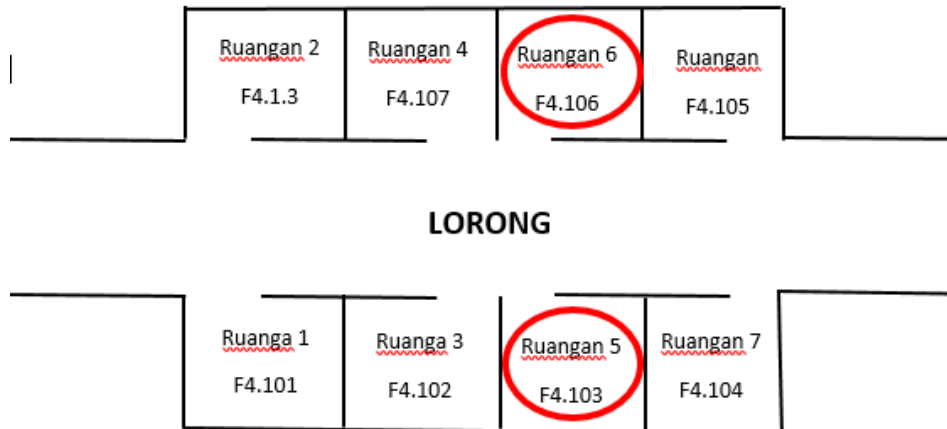 Ruangan 2
F4.1.3
Ruangan 4
F4.107
Ruangan 6
F4.106
Ruangan
F4.105
LORONG
Ruanga 1
F4.101
Ruanga 3
F4.102
Ruangan 5
F4.103
Ruangan 7
F4.104